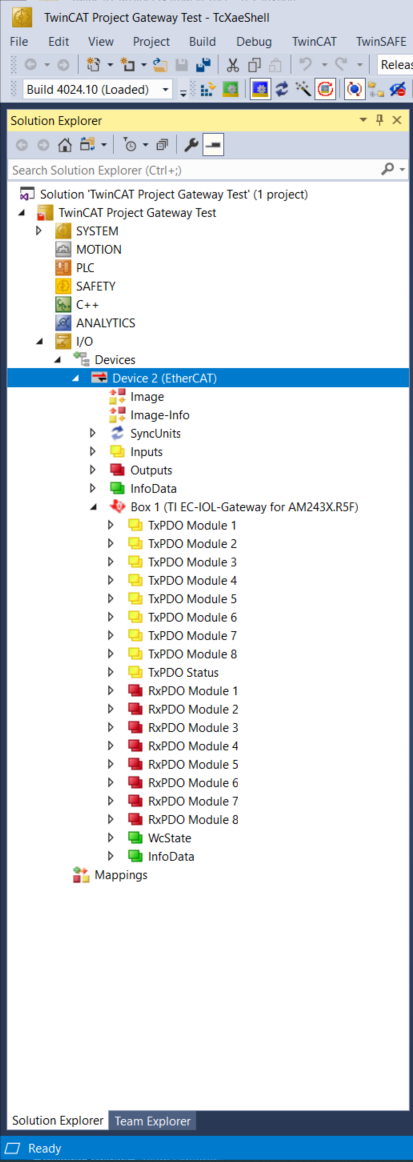 TwinCAT Project Gateway Test - TcXaeShell
File Edit View Project Build Debug TwinCAT TwinSAFE
Releas
Build 4024.10 (Loaded)
Solution Explorer
Search Solution Explorer (Ctrl+;)
Solution 'TwinCAT Project Gateway Test' (1 project)
TwinCAT Project Gateway Test
SYSTEM
MOTION
PLC
SAFETY
C++
ANALYTICS
I/O
Devices
Device 2 (EtherCAT)
Image
Image-Info
SyncUnits
Inputs
Outputs
InfoData
Box 1 (TI EC-IOL-Gateway for AM243X.R5F)
TxPDO Module 1
TxPDO Module 2
TxPDO Module 3
TxPDO Module 4
TxPDO Module 5
TxPDO Module 6
TxPDO Module 7
TxPDO Module 8
TxPDO Status
RxPDO Module 1
RxPDO Module 2
RxPDO Module 3
RxPDO Module 4
RxPDO Module 5
RxPDO Module 6
RxPDO Module 7
RxPDO Module 8
WcState
InfoData
Mappings
Solution Explorer Team Explorer
Ready